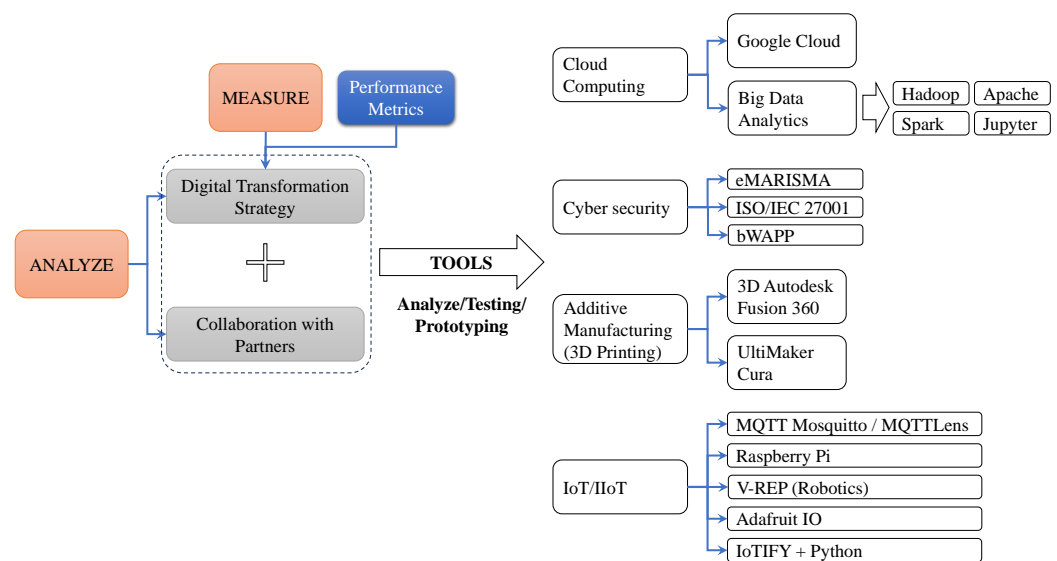 MEASURE
Performance
Metrics
Digital Transformation
Strategy
ANALYZE
Collaboration with
Partners
TOOLS
Analyze/Testing/
Prototyping
Cloud
Computing
Google Cloud
Big Data
Analytics
Hadoop
Apache
Spark
Jupyter
Cyber security
eMARISMA
ISO/IEC 27001
bWAPP
Additive
Manufacturing
(3D Printing)
3D Autodesk
Fusion 360
UltiMaker
Cura
IoT/IIoT
MQTT Mosquitto / MQTTLens
Raspberry Pi
V-REP (Robotics)
Adafruit IO
IoTIFY + Python